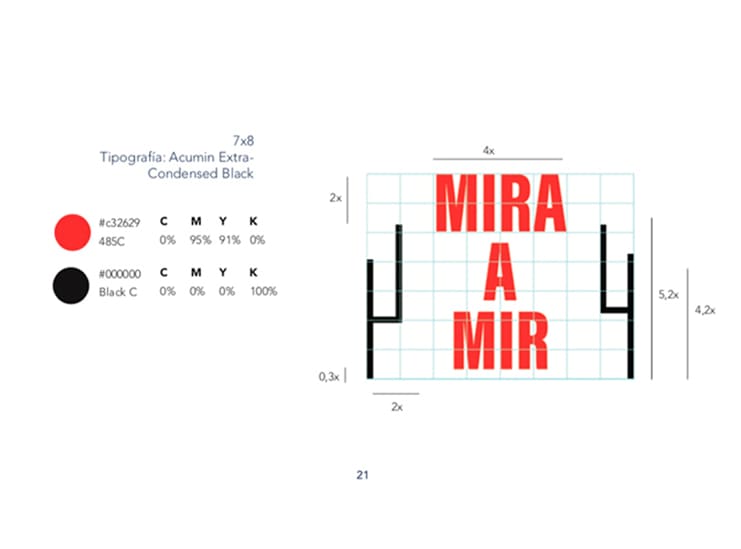 7x8
Tipografía: Acumin Extra-
Condensed Black
#c32629 C M Y K
485C 0% 95% 91% 0%
#000000 C M Y K
Black C 0% 0% 0% 100%
4x
2x
MIRA
A
MIR
5,2x
4,2x
0,3x
2x
21